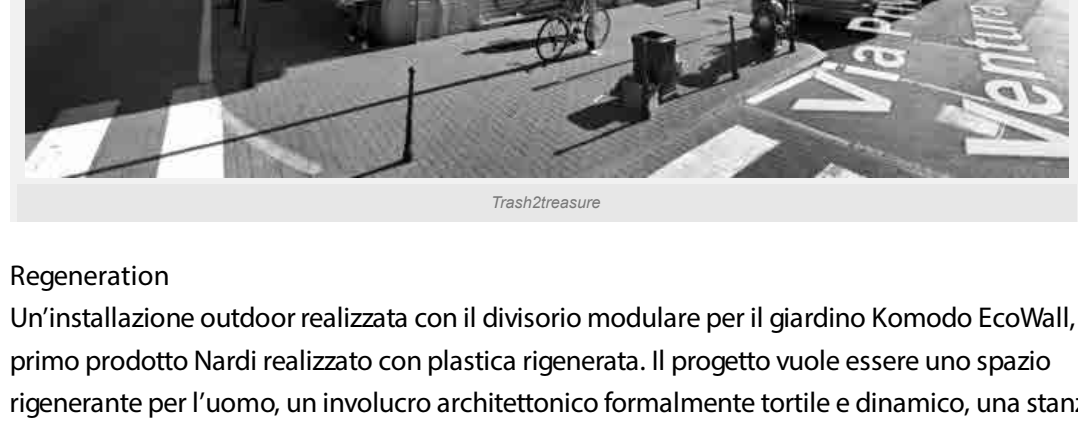 Via
Ventura
Trash2treasure
Regeneration
Un’installazione outdoor realizzata con il divisorio modulare per il giardino Komodo EcoWall,
primo prodotto Nardi realizzato con plastica rigenerata. Il progetto vuole essere uno spazio
rigenerante per l’uomo, un involucro architettonico formalmente tortile e dinamico, una